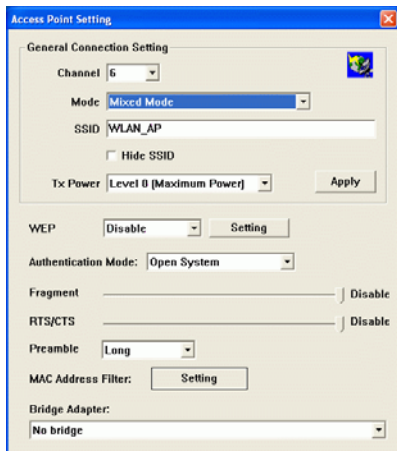 Access Point Setting
General Connection Setting
Channel 6
Mode Mixed Mode
SSID WLAN_AP
Hide SSID
Tx Power Level 0 (Maximum Power) Apply
WEP Disable Setting
Authentication Mode: Open System
Fragment Disable
RTS/CTS Disable
Preamble Long
MAC Address Filter: Setting
Bridge Adapter:
No bridge